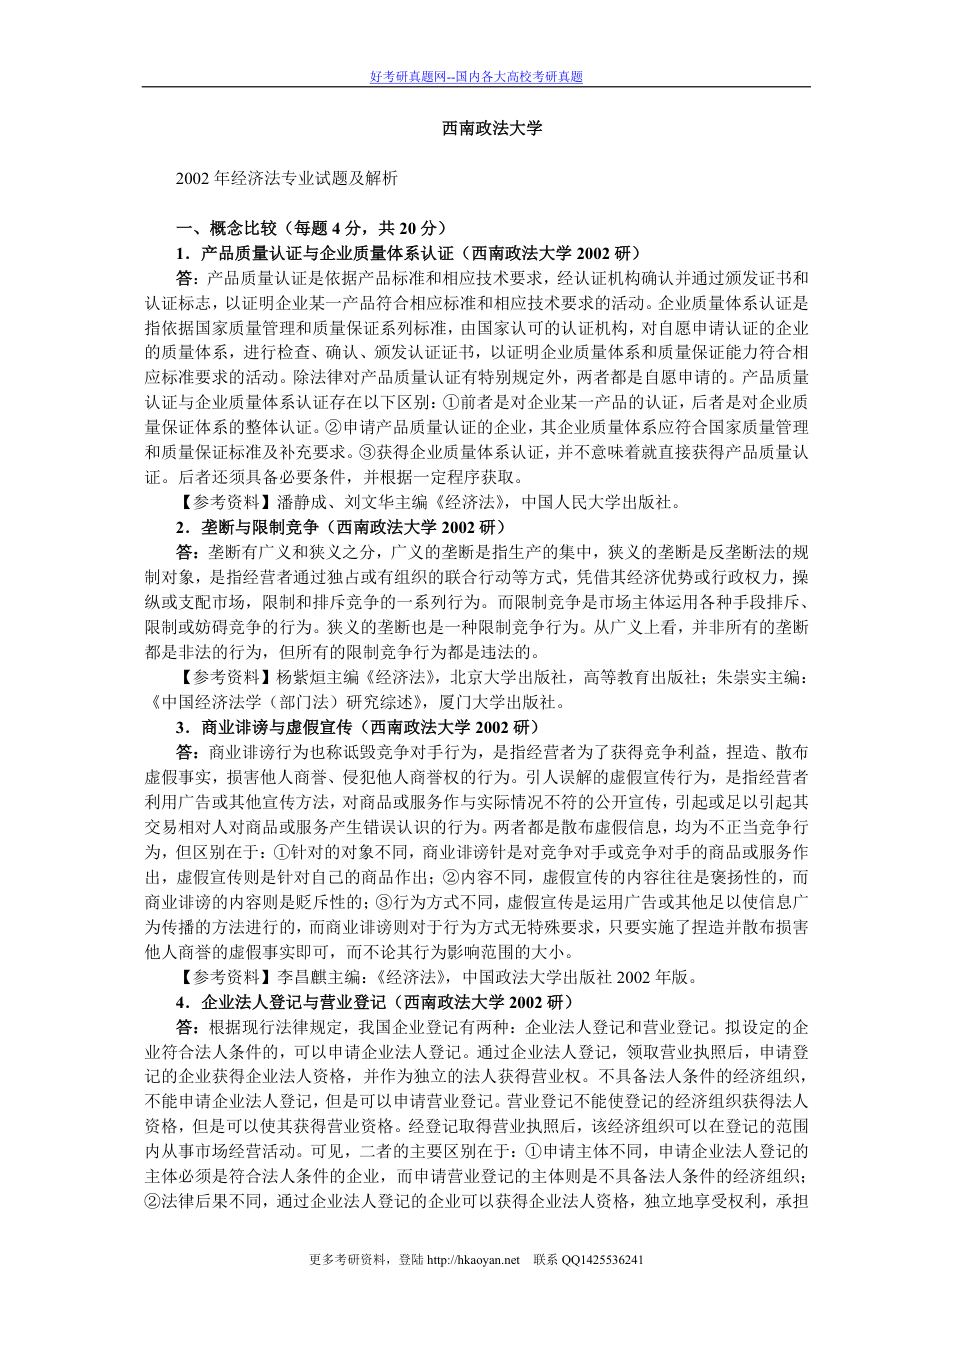 好考研真题网--国内各大高校考研真题
西南政法大学
2002 年经济法专业试题及解析
一、概念比较（每题 4 分，共 20 分）
1．产品质量认证与企业质量体系认证（西南政法大学 2002 研）
答：产品质量认证是依据产品标准和相应技术要求，经认证机构确认并通过颁发证书和
认证标志，以证明企业某一产品符合相应标准和相应技术要求的活动。企业质量体系认证是
指依据国家质量管理和质量保证系列标准，由国家认可的认证机构，对自愿申请认证的企业
的质量体系，进行检查、确认、颁发认证证书，以证明企业质量体系和质量保证能力符合相
应标准要求的活动。除法律对产品质量认证有特别规定外，两者都是自愿申请的。产品质量
认证与企业质量体系认证存在以下区别：①前者是对企业某一产品的认证，后者是对企业质
量保证体系的整体认证。②申请产品质量认证的企业，其企业质量体系应符合国家质量管理
和质量保证标准及补充要求。③获得企业质量体系认证，并不意味着就直接获得产品质量认
证。后者还须具备必要条件，并根据一定程序获取。
【参考资料】潘静成、刘文华主编《经济法》，中国人民大学出版社。
2．垄断与限制竞争（西南政法大学 2002 研）
答：垄断有广义和狭义之分，广义的垄断是指生产的集中，狭义的垄断是反垄断法的规
制对象，是指经营者通过独占或有组织的联合行动等方式，凭借其经济优势或行政权力，操
纵或支配市场，限制和排斥竞争的一系列行为。而限制竞争是市场主体运用各种手段排斥、
限制或妨碍竞争的行为。狭义的垄断也是一种限制竞争行为。从广义上看，并非所有的垄断
都是非法的行为，但所有的限制竞争行为都是违法的。
【参考资料】杨紫烜主编《经济法》，北京大学出版社，高等教育出版社；朱崇实主编：
《中国经济法学（部门法）研究综述》，厦门大学出版社。
3．商业诽谤与虚假宣传（西南政法大学 2002 研）
答：商业诽谤行为也称诋毁竞争对手行为，是指经营者为了获得竞争利益，捏造、散布
虚假事实，损害他人商誉、侵犯他人商誉权的行为。引人误解的虚假宣传行为，是指经营者
利用广告或其他宣传方法，对商品或服务作与实际情况不符的公开宣传，引起或足以引起其
交易相对人对商品或服务产生错误认识的行为。两者都是散布虚假信息，均为不正当竞争行
为，但区别在于：①针对的对象不同，商业诽谤针是对竞争对手或竞争对手的商品或服务作
出，虚假宣传则是针对自己的商品作出；②内容不同，虚假宣传的内容往往是褒扬性的，而
商业诽谤的内容则是贬斥性的；③行为方式不同，虚假宣传是运用广告或其他足以使信息广
为传播的方法进行的，而商业诽谤则对于行为方式无特殊要求，只要实施了捏造并散布损害
他人商誉的虚假事实即可，而不论其行为影响范围的大小。
【参考资料】李昌麒主编：《经济法》，中国政法大学出版社 2002 年版。
4．企业法人登记与营业登记（西南政法大学 2002 研）
答：根据现行法律规定，我国企业登记有两种：企业法人登记和营业登记。拟设定的企
业符合法人条件的，可以申请企业法人登记。通过企业法人登记，领取营业执照后，申请登
记的企业获得企业法人资格，并作为独立的法人获得营业权。不具备法人条件的经济组织，
不能申请企业法人登记，但是可以申请营业登记。营业登记不能使登记的经济组织获得法人
资格，但是可以使其获得营业资格。经登记取得营业执照后，该经济组织可以在登记的范围
内从事市场经营活动。可见，二者的主要区别在于：①申请主体不同，申请企业法人登记的
主体必须是符合法人条件的企业，而申请营业登记的主体则是不具备法人条件的经济组织；
②法律后果不同，通过企业法人登记的企业可以获得企业法人资格，独立地享受权利，承担
更多考研资料，登陆 http://hkaoyan.net 联系 QQ1425536241